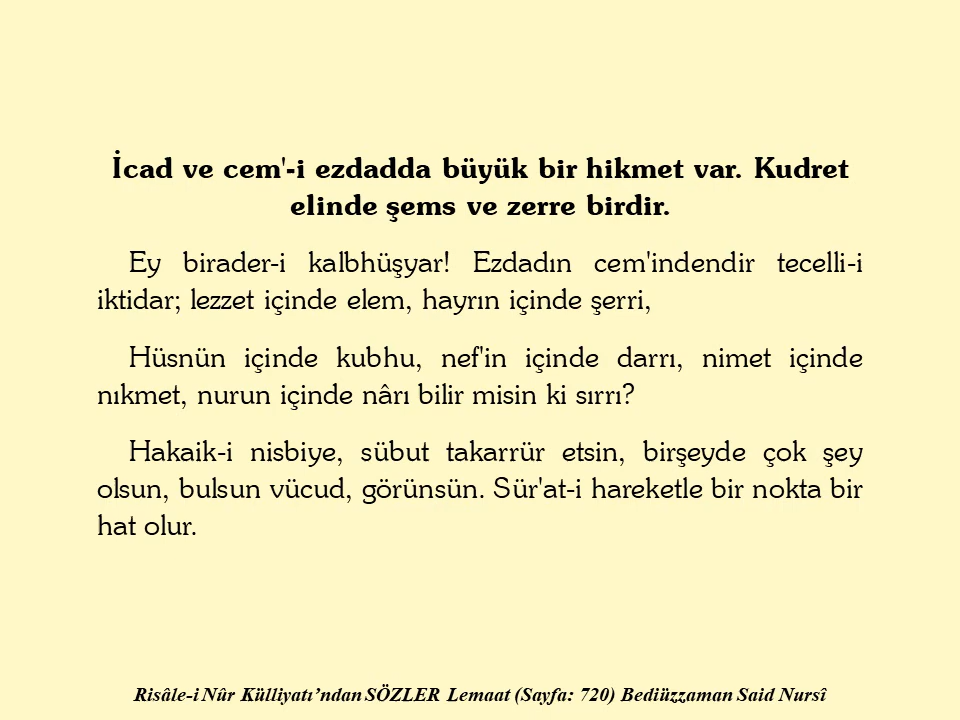 İcad ve cem'-i ezdadda büyük bir hikmet var. Kudret
elinde şems ve zerre birdir.
Ey birader-i kalbhüşyar! Ezdadın cem'indendir tecelli-i
iktidar; lezzet içinde elem, hayrın içinde şerri,
Hüsnün içinde kubhu, nef'in içinde darrı, nimet içinde
nıkmet, nurun içinde nârı bilir misin ki sırrı?
Hakaik-i nisbiye, sübut takarrür etsin, birşeyde çok şey
olsun, bulsun vücud, görünsün. Sür'at-i hareketle bir nokta bir
hat olur.
Risâle-i Nûr Külliyatı’ndan SÖZLER Lemaat (Sayfa: 720) Bediüzzaman Said Nursî